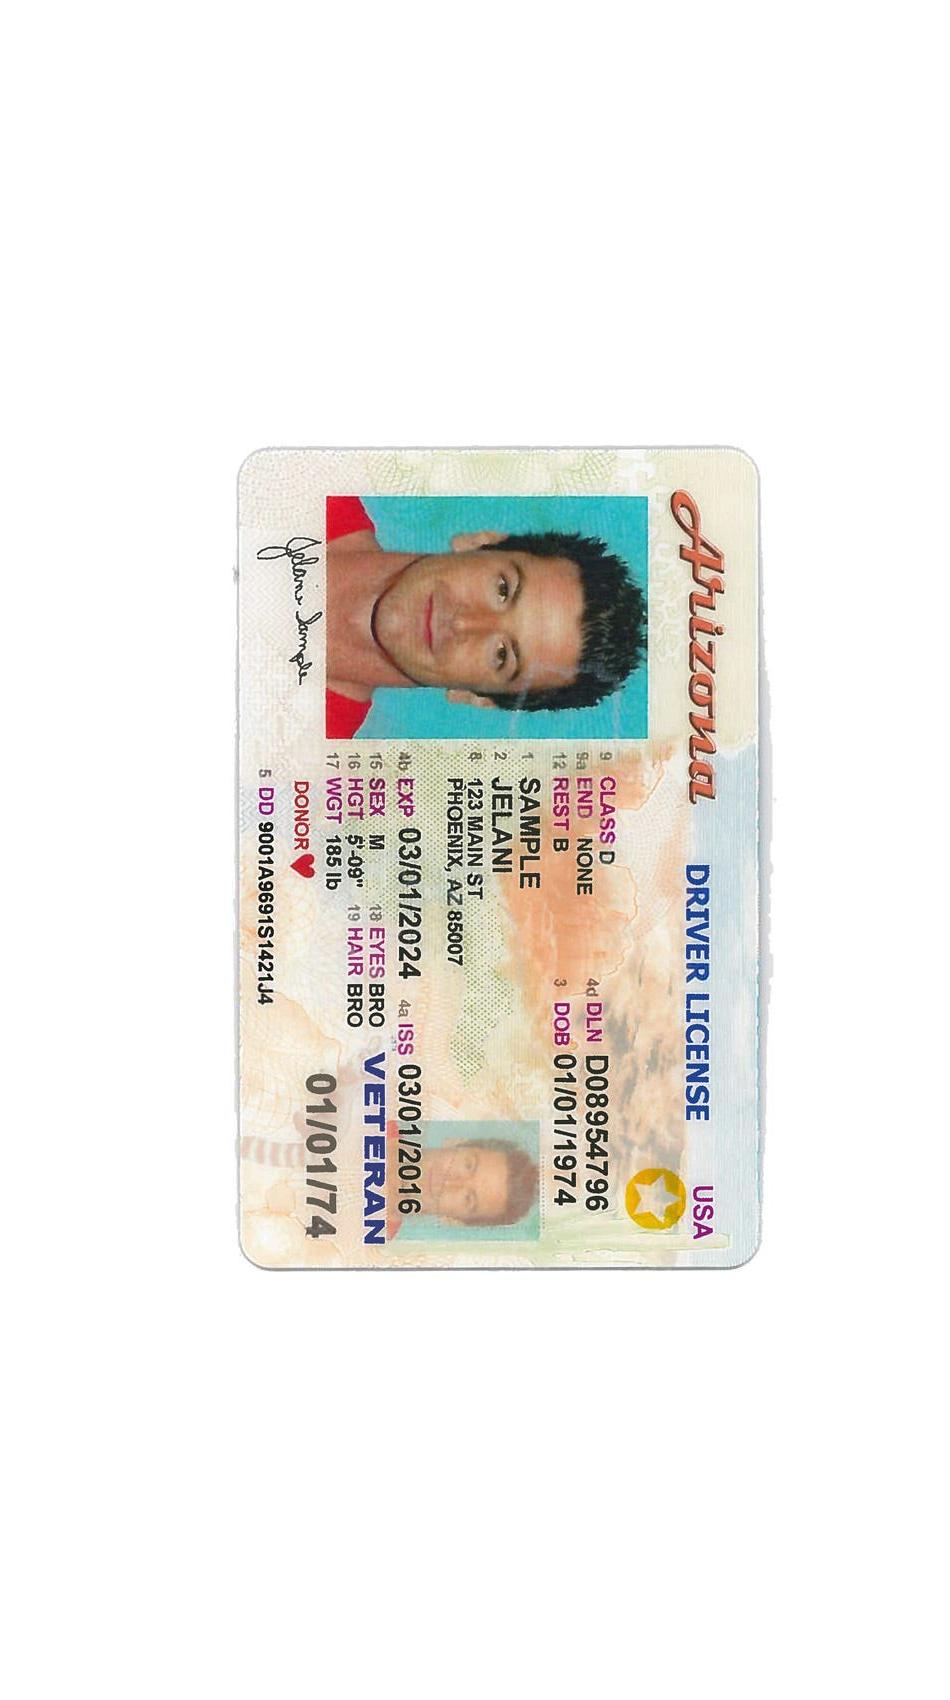 Arizona DRIVER LICENSE USA
9 CLASS D 4d DLN D08954796
9a END NONE
12 REST B 3 DOB 01/01/1974
1 SAMPLE
2 JELANI
8 123 MAIN ST
PHOENIX, AZ 85007
4b EXP 03/01/2024 4a ISS 03/01/2016
15 SEX M 18 EYES BRO VETERAN
16 HGT 5'-09" 19 HAIR BRO
17 WGT 185 lb
01/01/74
DONOR
Jelani Sample
5 DD 9001A9691S1421J4